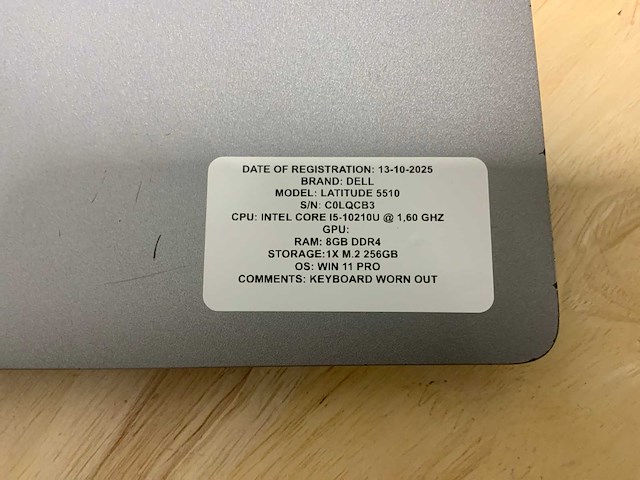 DATE OF REGISTRATION: 13-10-2025
BRAND: DELL
MODEL: LATITUDE 5510
S/N: C0LQCB3
CPU: INTEL CORE I5-10210U @ 1,60 GHZ
GPU:
RAM: 8GB DDR4
STORAGE:1X M.2 256GB
OS: WIN 11 PRO
COMMENTS: KEYBOARD WORN OUT